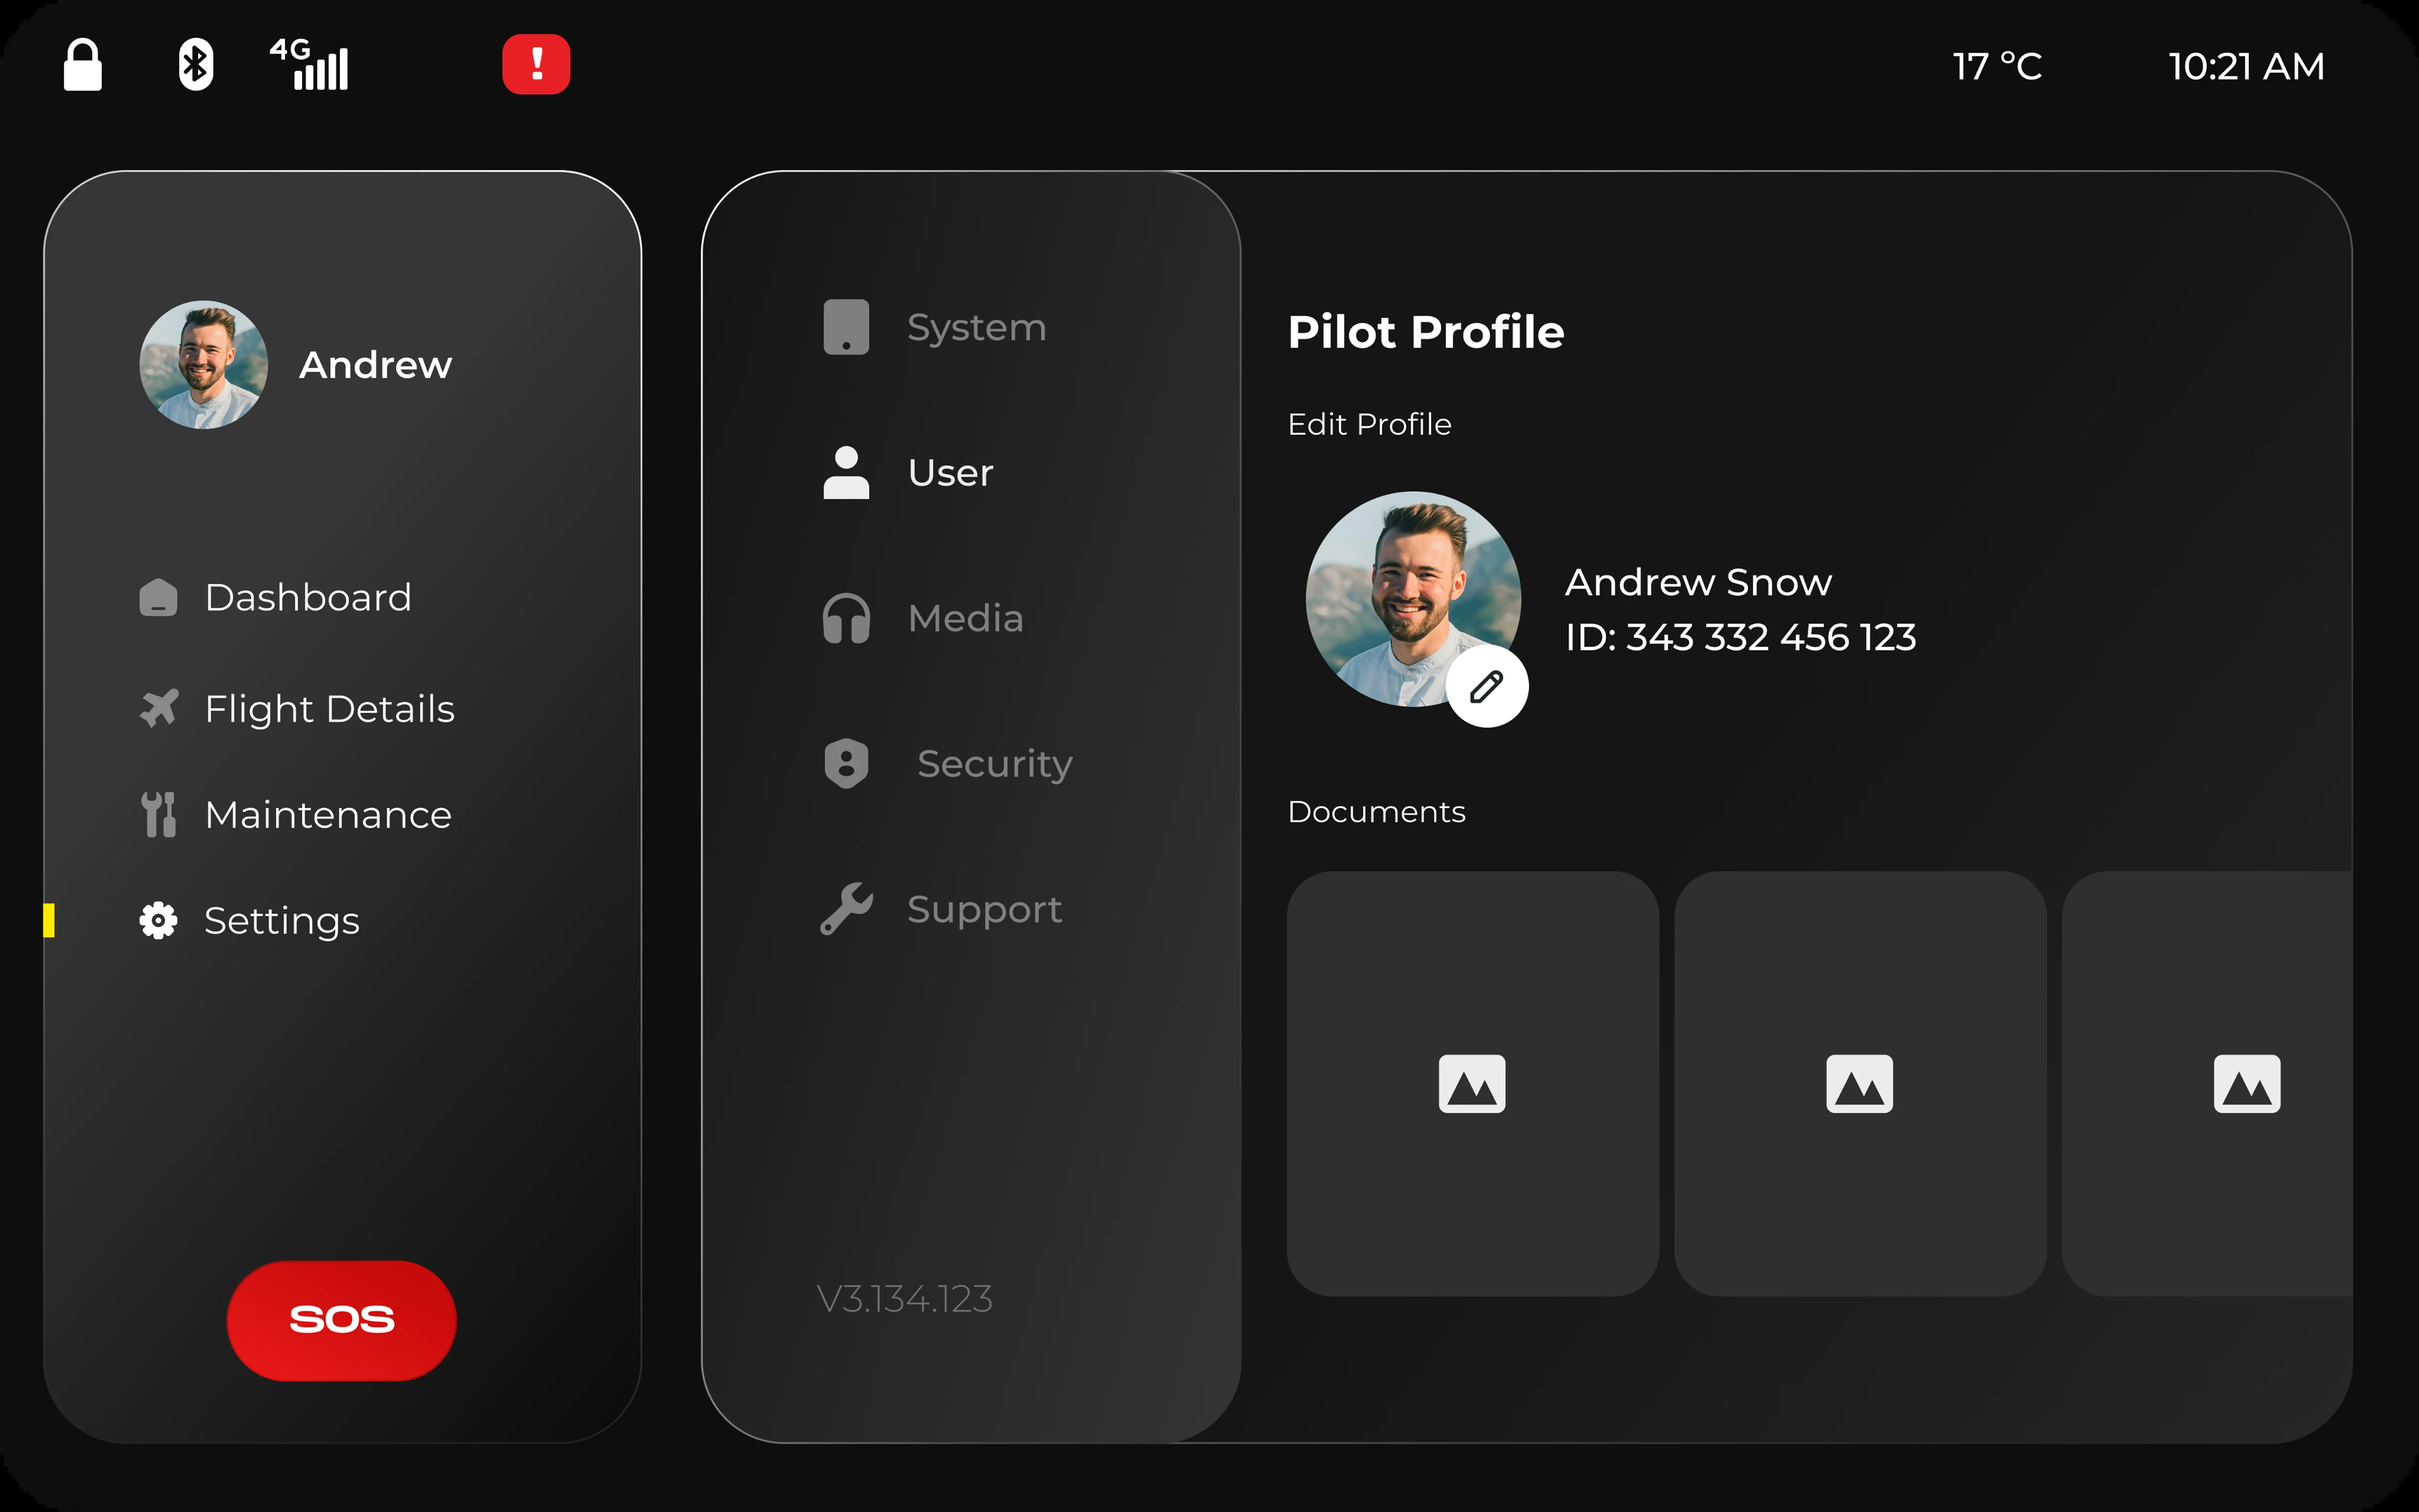 4G
!
17 °C
10:21 AM
Andrew
Dashboard
Flight Details
Maintenance
Settings
SOS
System
User
Media
Security
Support
V3.134.123
Pilot Profile
Edit Profile
Andrew Snow
ID: 343 332 456 123
Documents